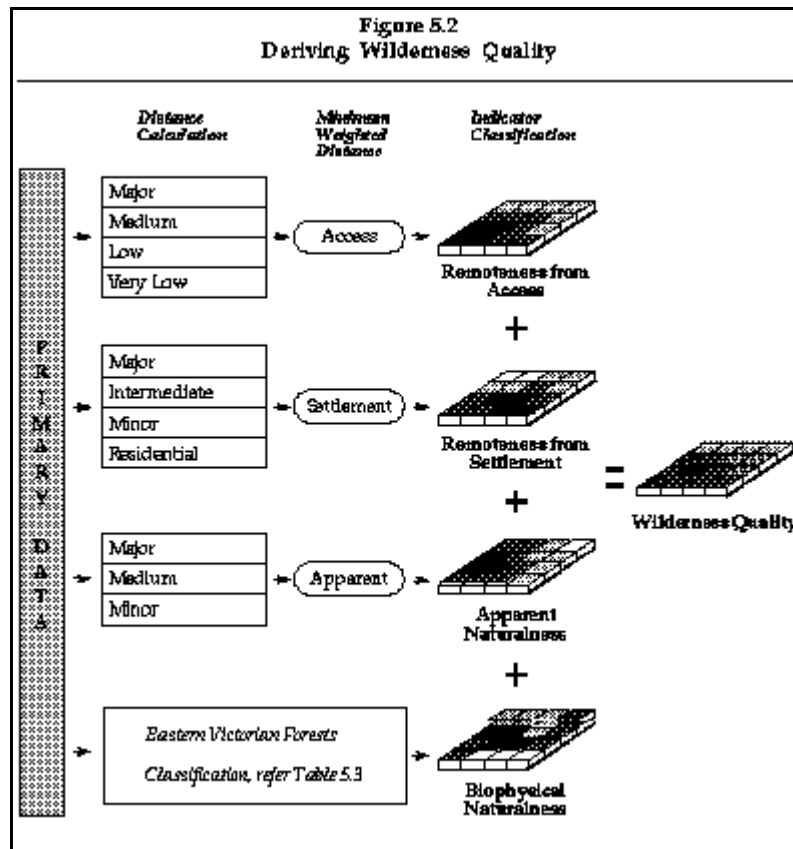 Figure 5.2
Deriving Wilderness Quality
Distance Calculation
Minimum Weighted Distance
Indicator Classification
PRIMARY DATA
Major
Medium
Low
Very Low
Access
Remoteness from
Access
+
Major
Intermediate
Minor
Residential
Settlement
Remoteness from
Settlement
+
=
Wilderness Quality
Major
Medium
Minor
Apparent
Apparent
Naturalness
+
Eastern Victorian Forests
Classification, refer Table 5.3
Biophysical
Naturalness